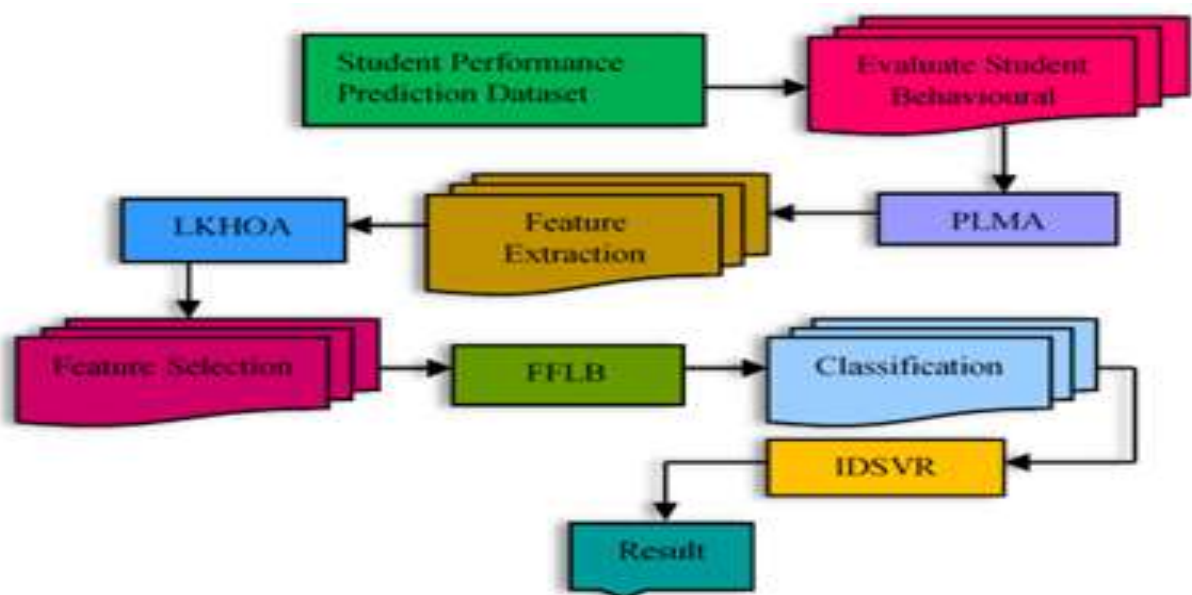 Student Performance
Prediction Dataset
Evaluate Student
Behavioural
PLMA
Feature
Extraction
LKHOA
Feature Selection
FFLB
Classification
IDSVR
Result